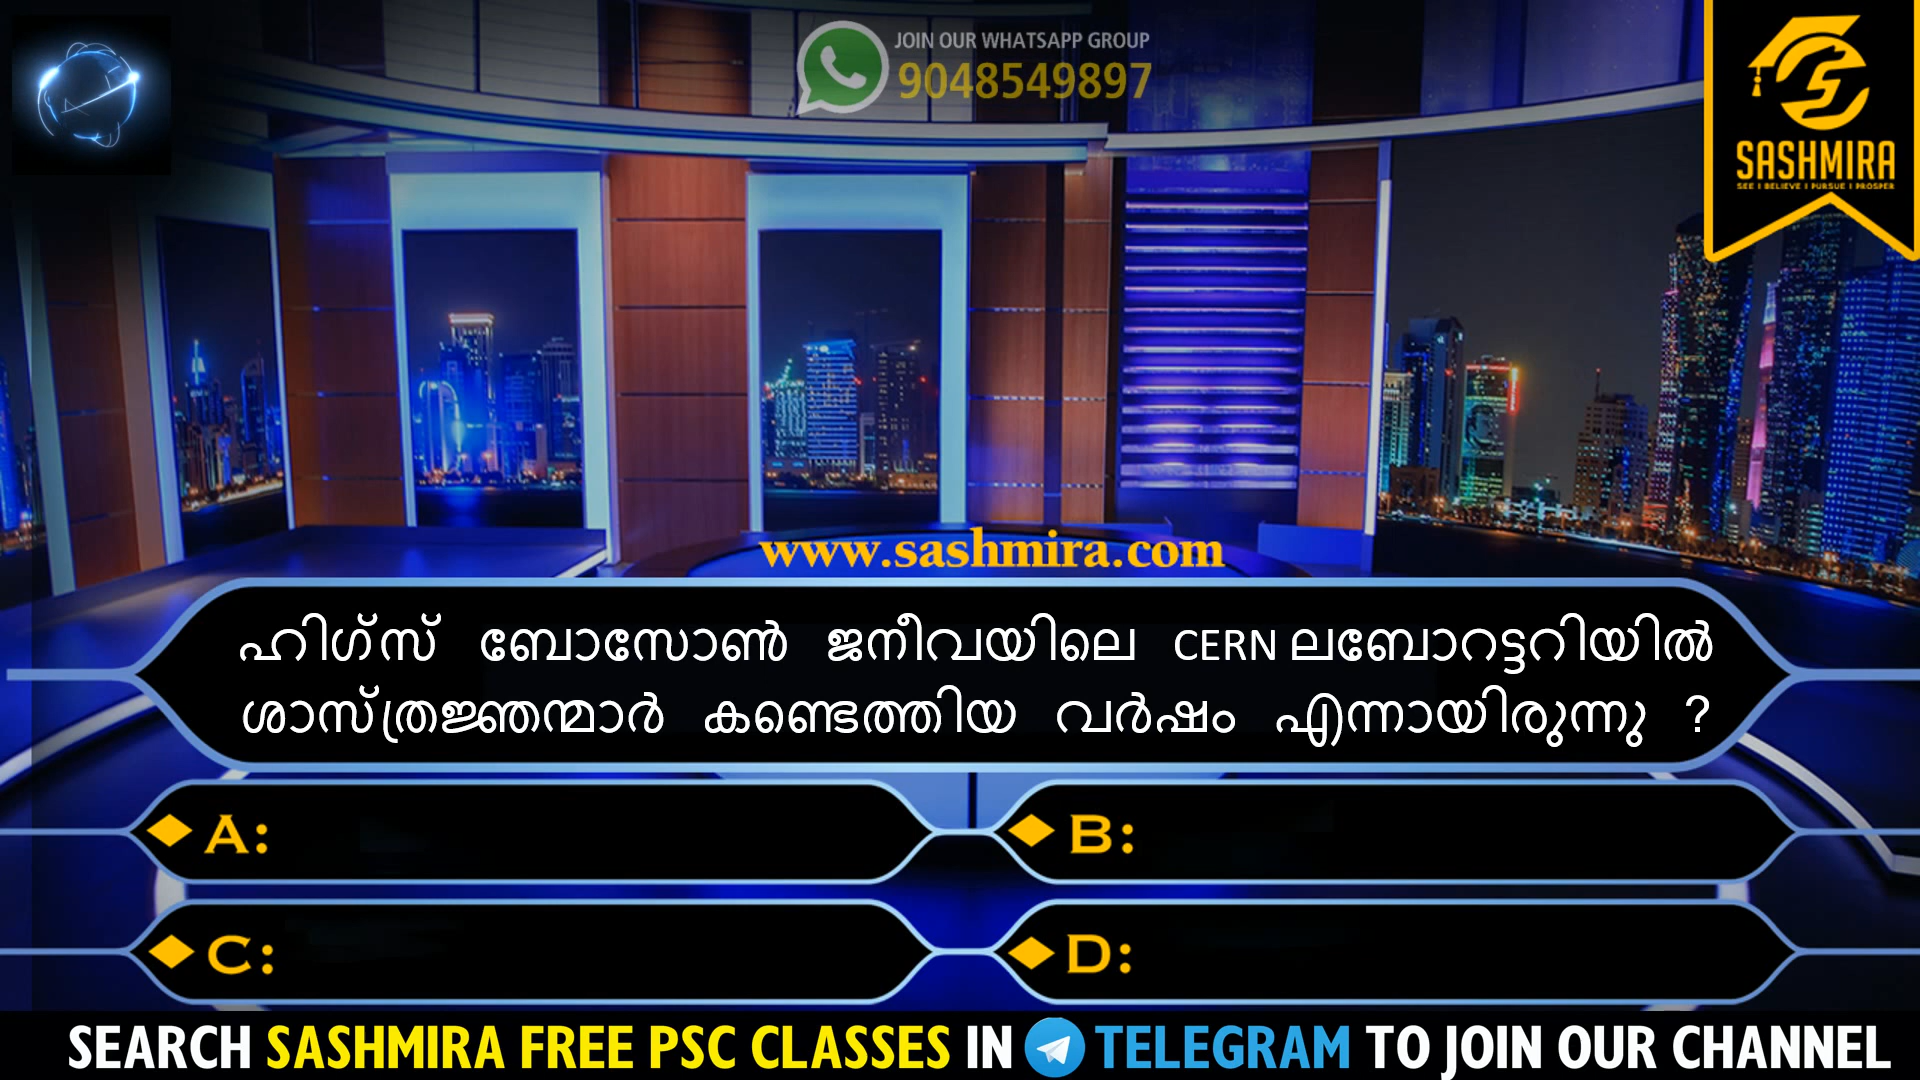 JOIN OUR WHATSAPP GROUP
9048549897
SASHMIRA
SEE | BELIEVE | PURSUE | PROSPER
www.sashmira.com
ഹിഗ്സ് ബോസോൺ ജനീവയിലെ CERN ലബോറട്ടറിയിൽ
ശാസ്ത്രജ്ഞന്മാർ കണ്ടെത്തിയ വർഷം എന്നായിരുന്നു ?
A:
B:
C:
D:
SEARCH SASHMIRA FREE PSC CLASSES IN TELEGRAM TO JOIN OUR CHANNEL